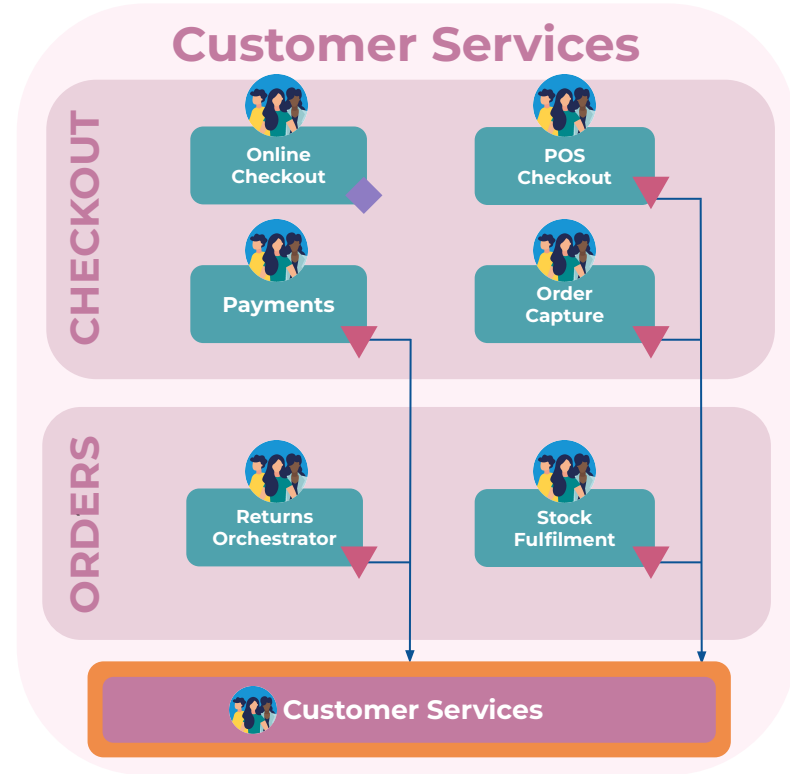 Customer Services
CHECKOUT
Online
Checkout
POS
Checkout
Payments
Order
Capture
ORDERS
Returns
Orchestrator
Stock
Fulfilment
Customer Services